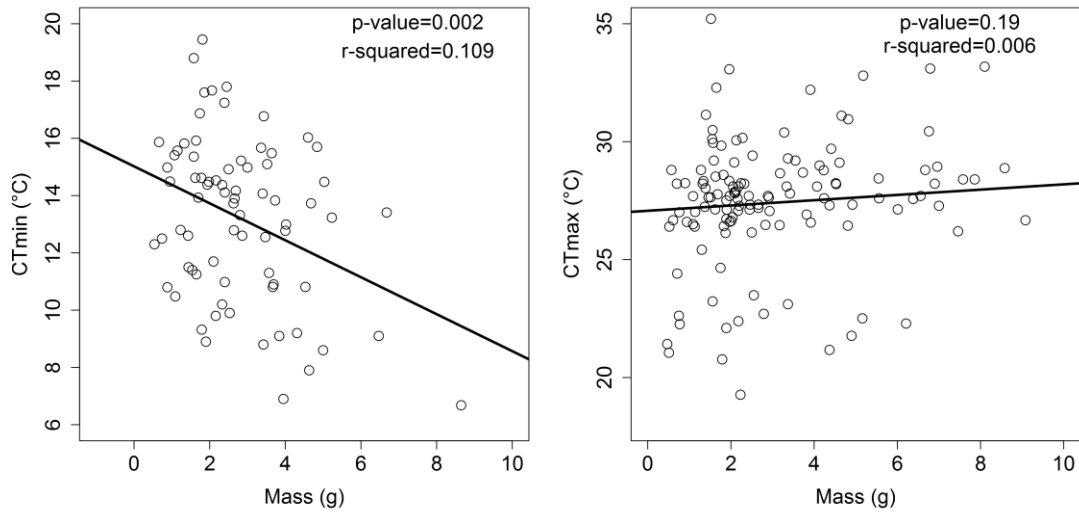 p-value=0.002
r-squared=0.109
CTmin (°C)
20
18
16
14
12
10
8
6
0 2 4 6 8 10
Mass (g)
p-value=0.19
r-squared=0.006
CTmax (°C)
35
30
25
20
0 2 4 6 8 10
Mass (g)